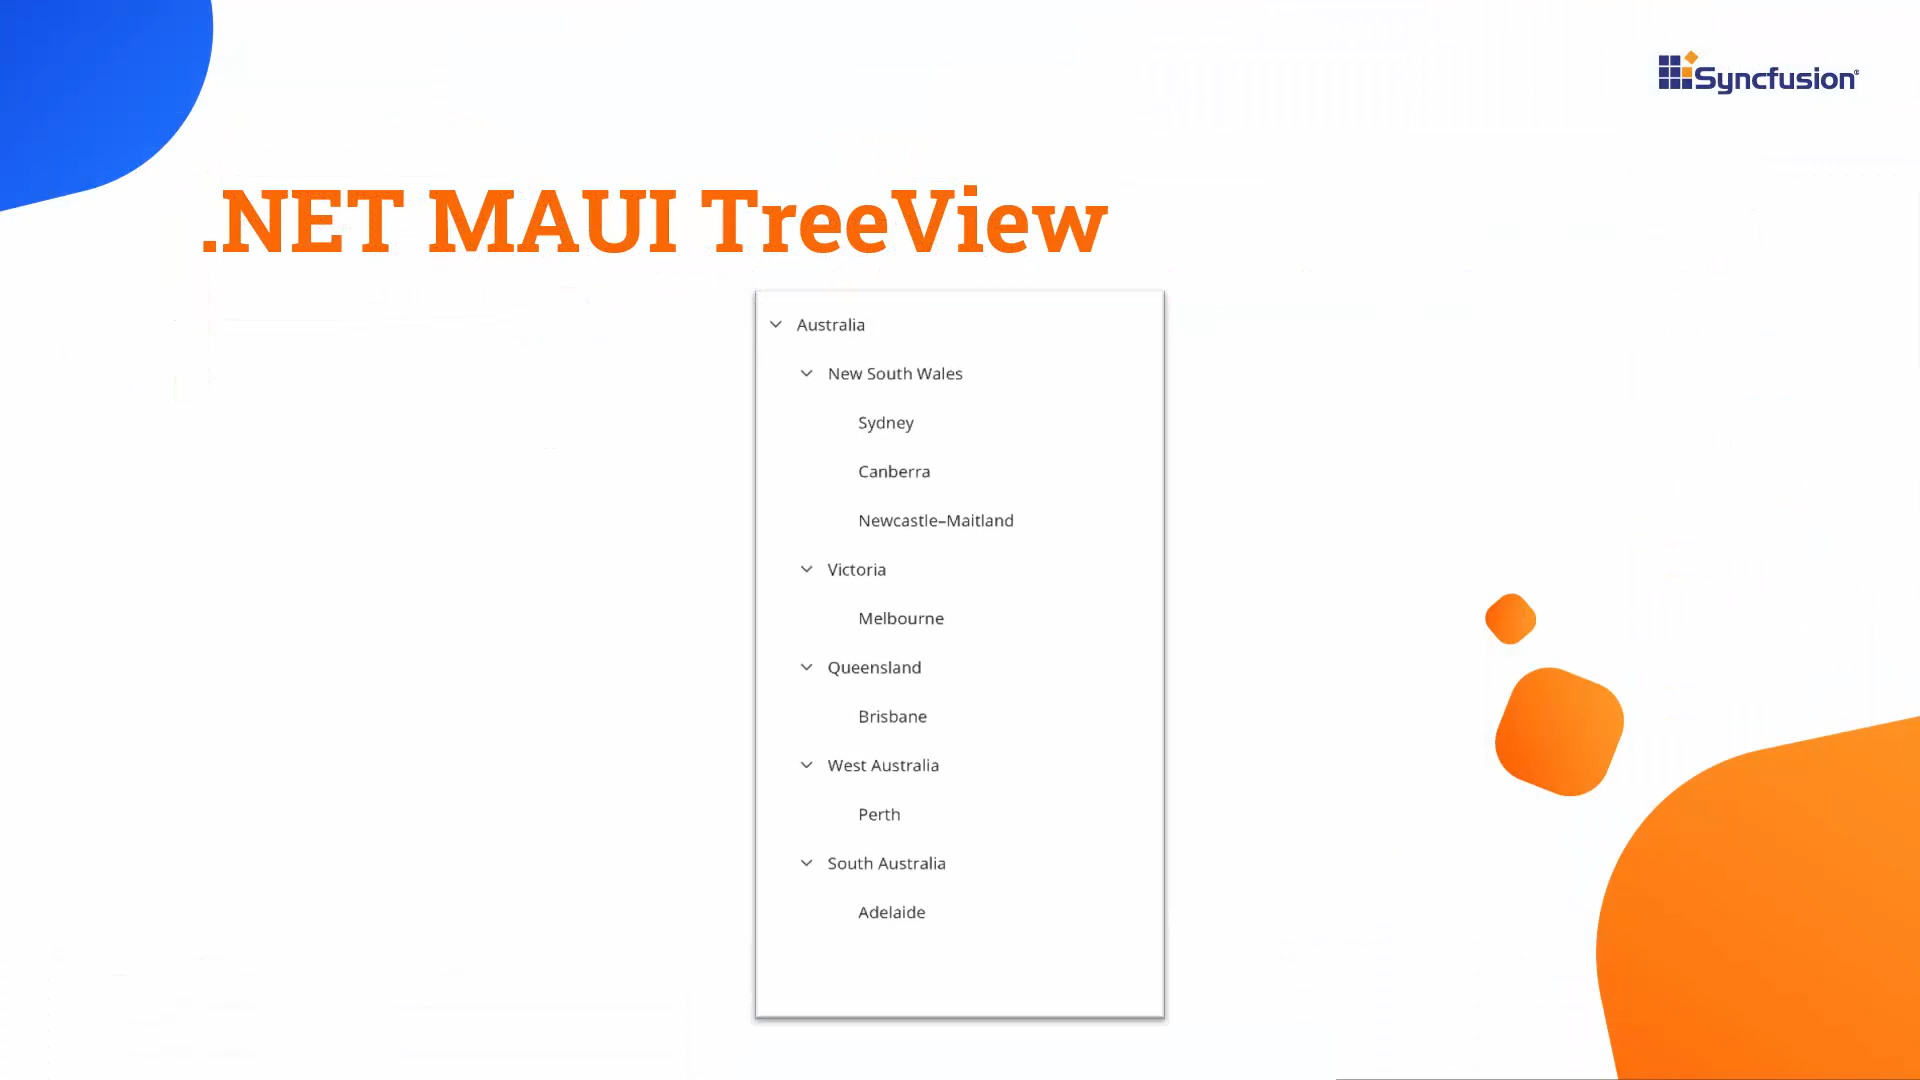 Syncfusion®
.NET MAUI TreeView
Australia
New South Wales
Sydney
Canberra
Newcastle–Maitland
Victoria
Melbourne
Queensland
Brisbane
West Australia
Perth
South Australia
Adelaide